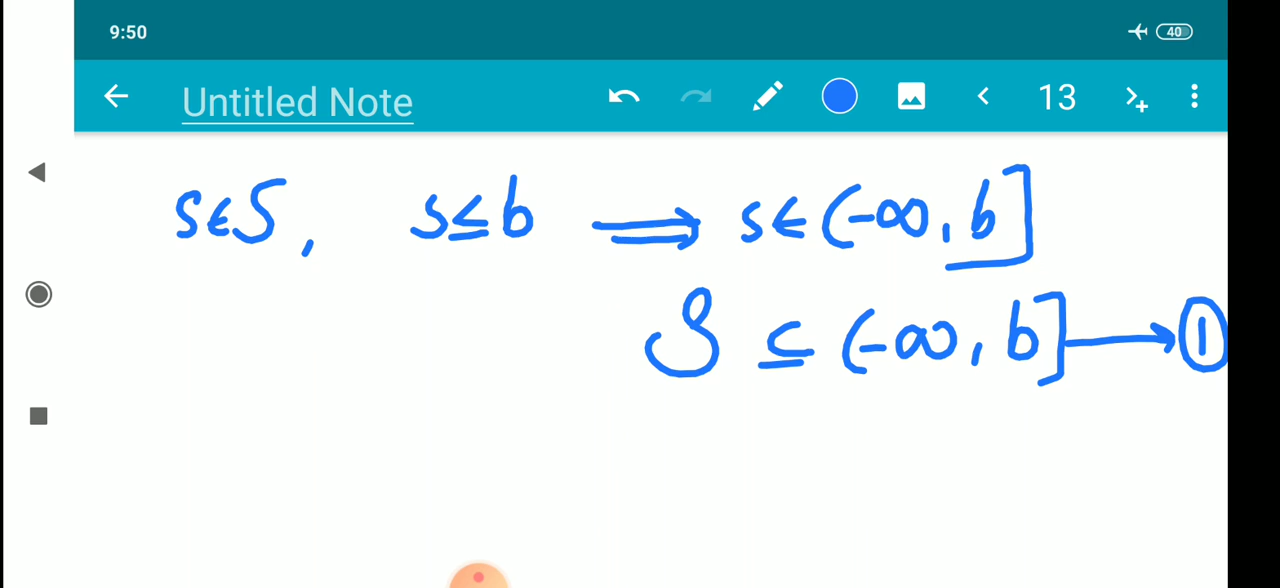 9:50
40
Untitled Note
13
s∈S, s≤b ⟹ s∈(-∞, b]
S ⊆ (-∞, b] → ①